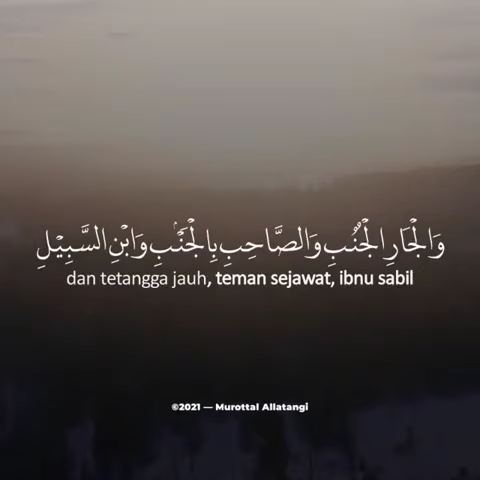 وَالْجَارِ الْجُنُبِ وَالصَّاحِبِ بِالْجَنْۢبِ وَابْنِ السَّبِيْلِ
dan tetangga jauh, teman sejawat, ibnu sabil
©2021 — Murottal Allatangi